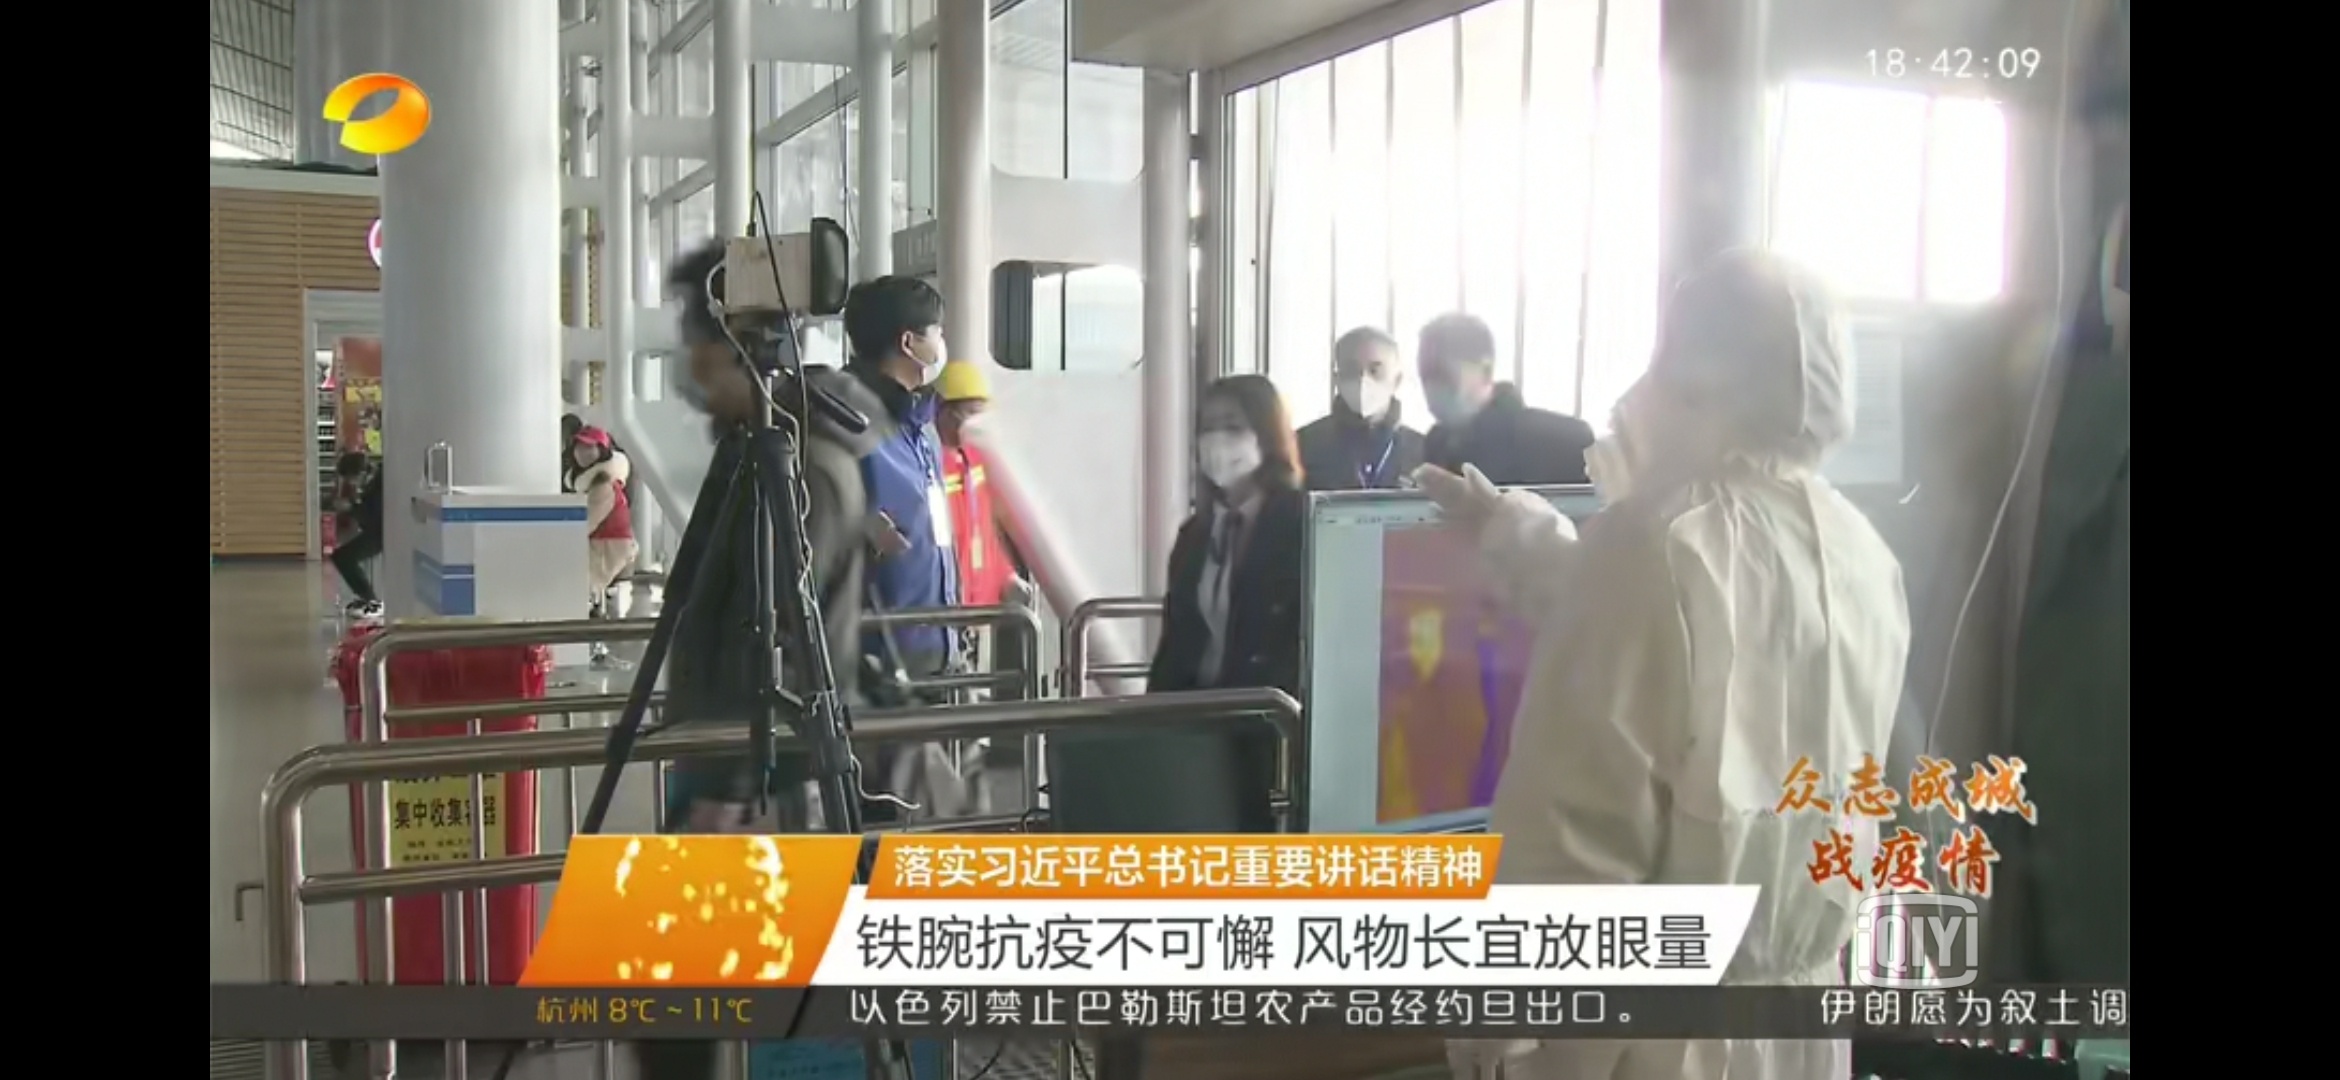 18:42:09
集中收集容器
众志成城
战疫情
QIYI
落实习近平总书记重要讲话精神
铁腕抗疫不可懈 风物长宜放眼量
杭州 8℃~11℃
以色列禁止巴勒斯坦农产品经约旦出口。
伊朗愿为叙土调